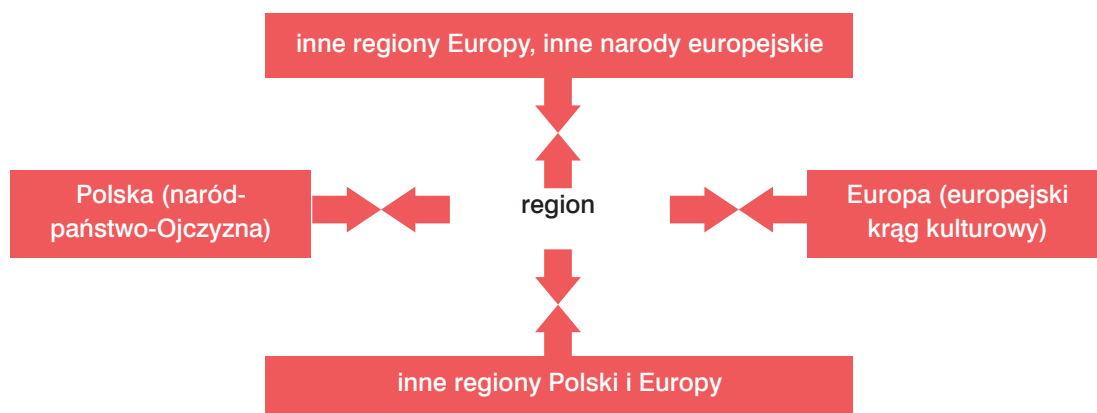 inne regiony Europy, inne narody europejskie
Polska (naród-
państwo-Ojczyzna)
region
Europa (europejski
krąg kulturowy)
inne regiony Polski i Europy